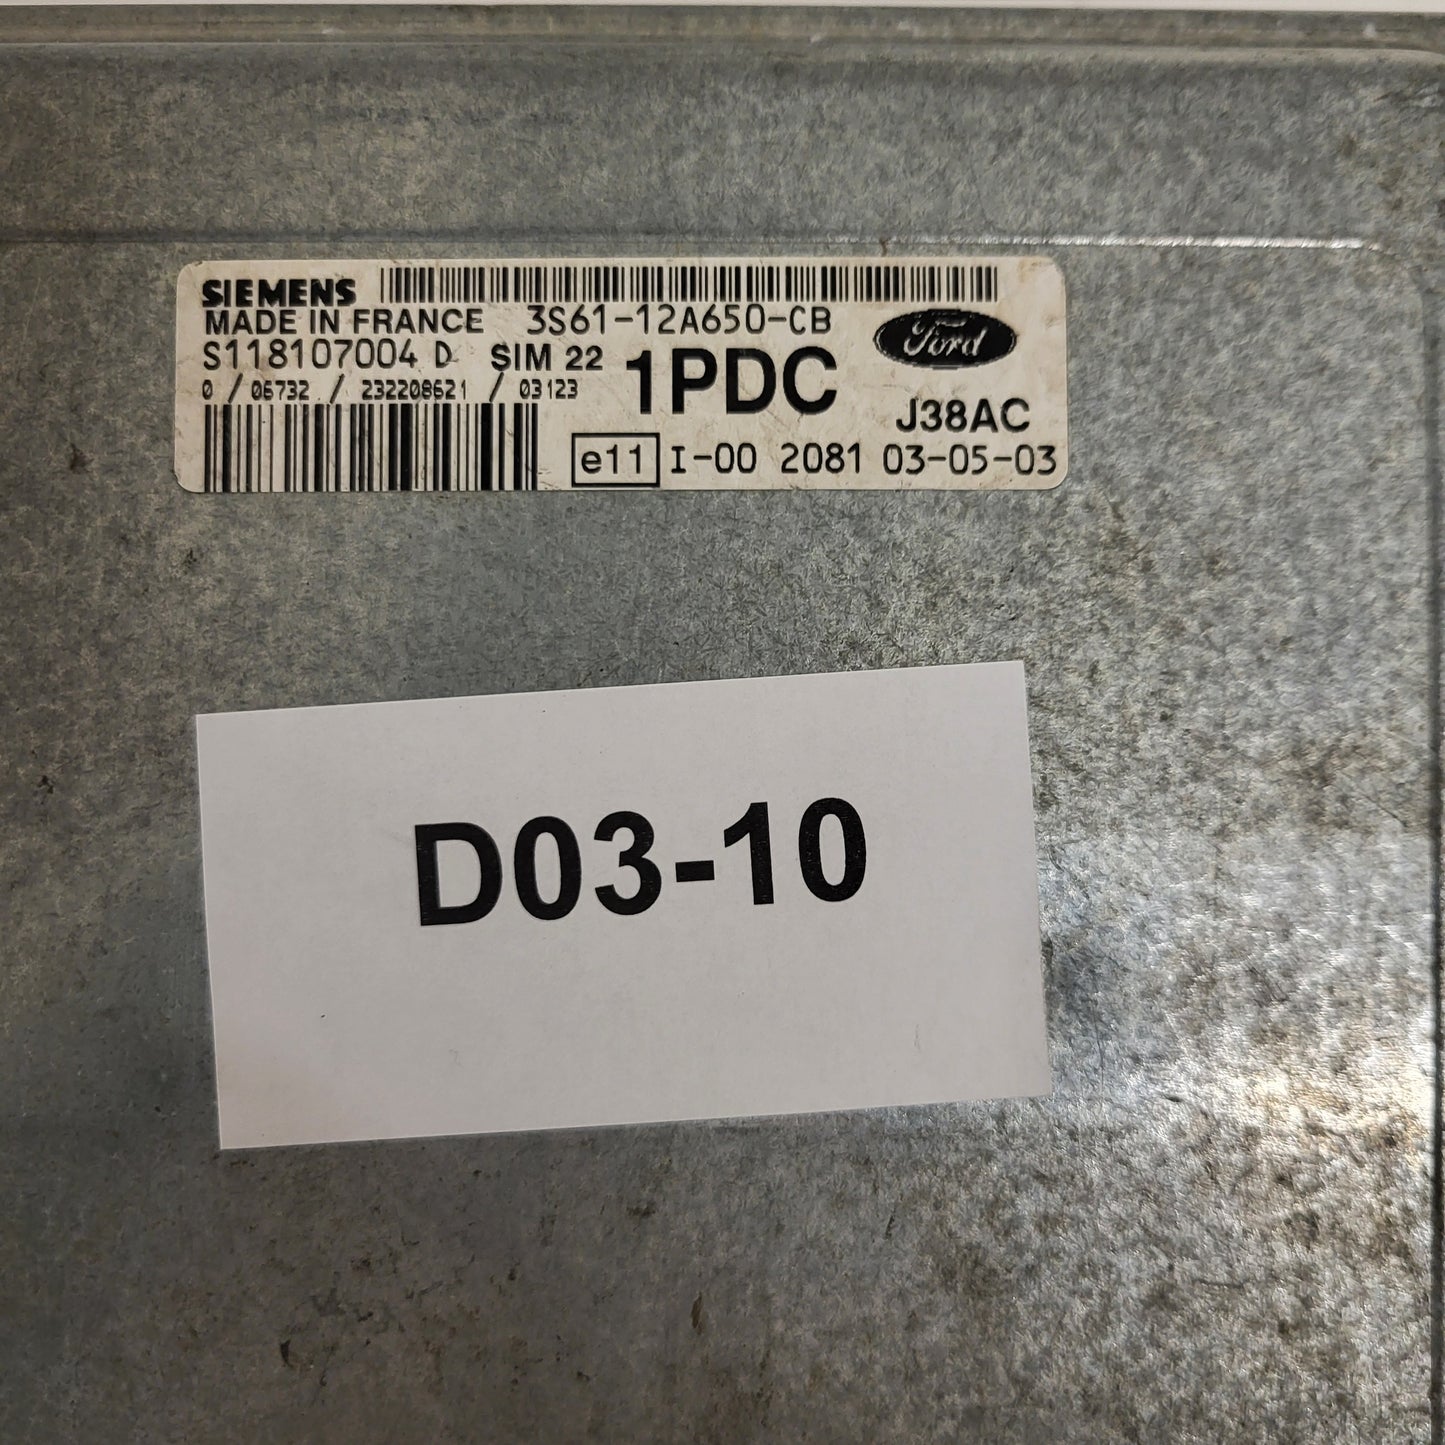 SIEMENS
MADE IN FRANCE 3S61-12A650-CB
Ford
S118107004 D SIM 22 1PDC
0 / 06732 / 232208621 / 03123
J38AC
e11 I-00 2081 03-05-03
D03-10